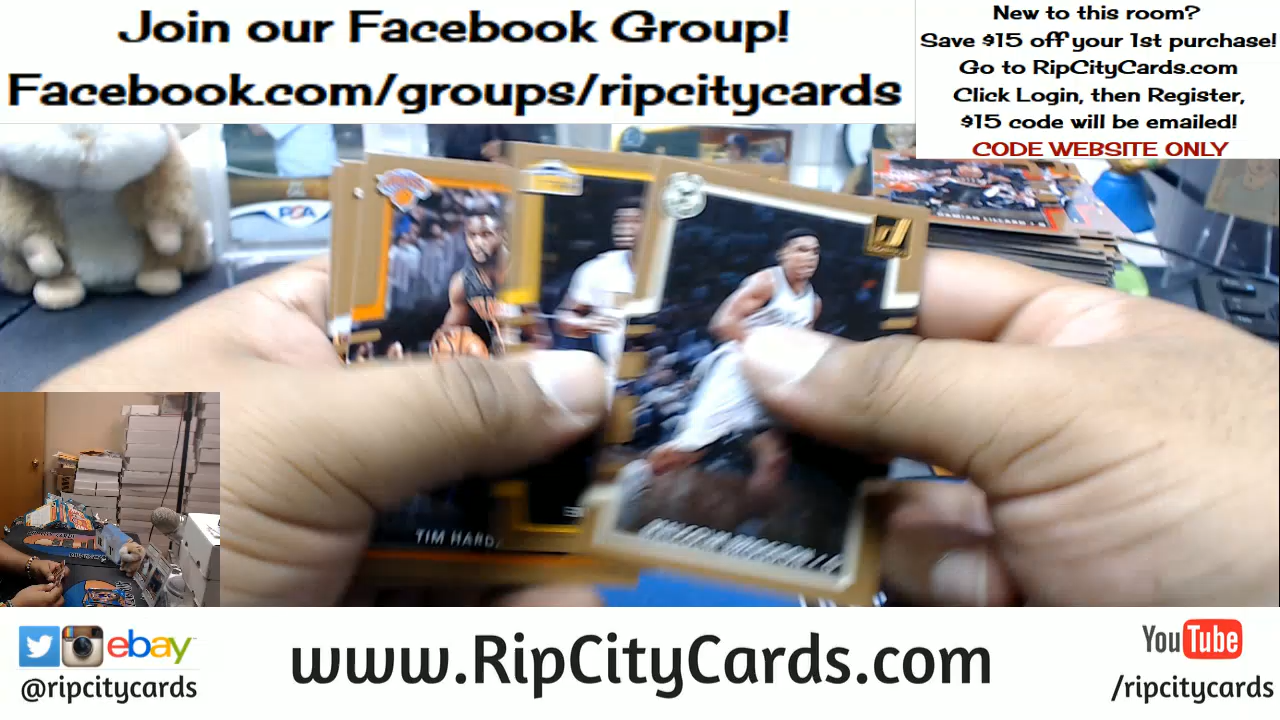 Join our Facebook Group!
Facebook.com/groups/ripcitycards
New to this room?
Save $15 off your 1st purchase!
Go to RipCityCards.com
Click Login, then Register,
$15 code will be emailed!
CODE WEBSITE ONLY
PSA
DAMIAN LILLARD
TIM HARD
ebay
@ripcitycards
www.RipCityCards.com
YouTube
/ripcitycards